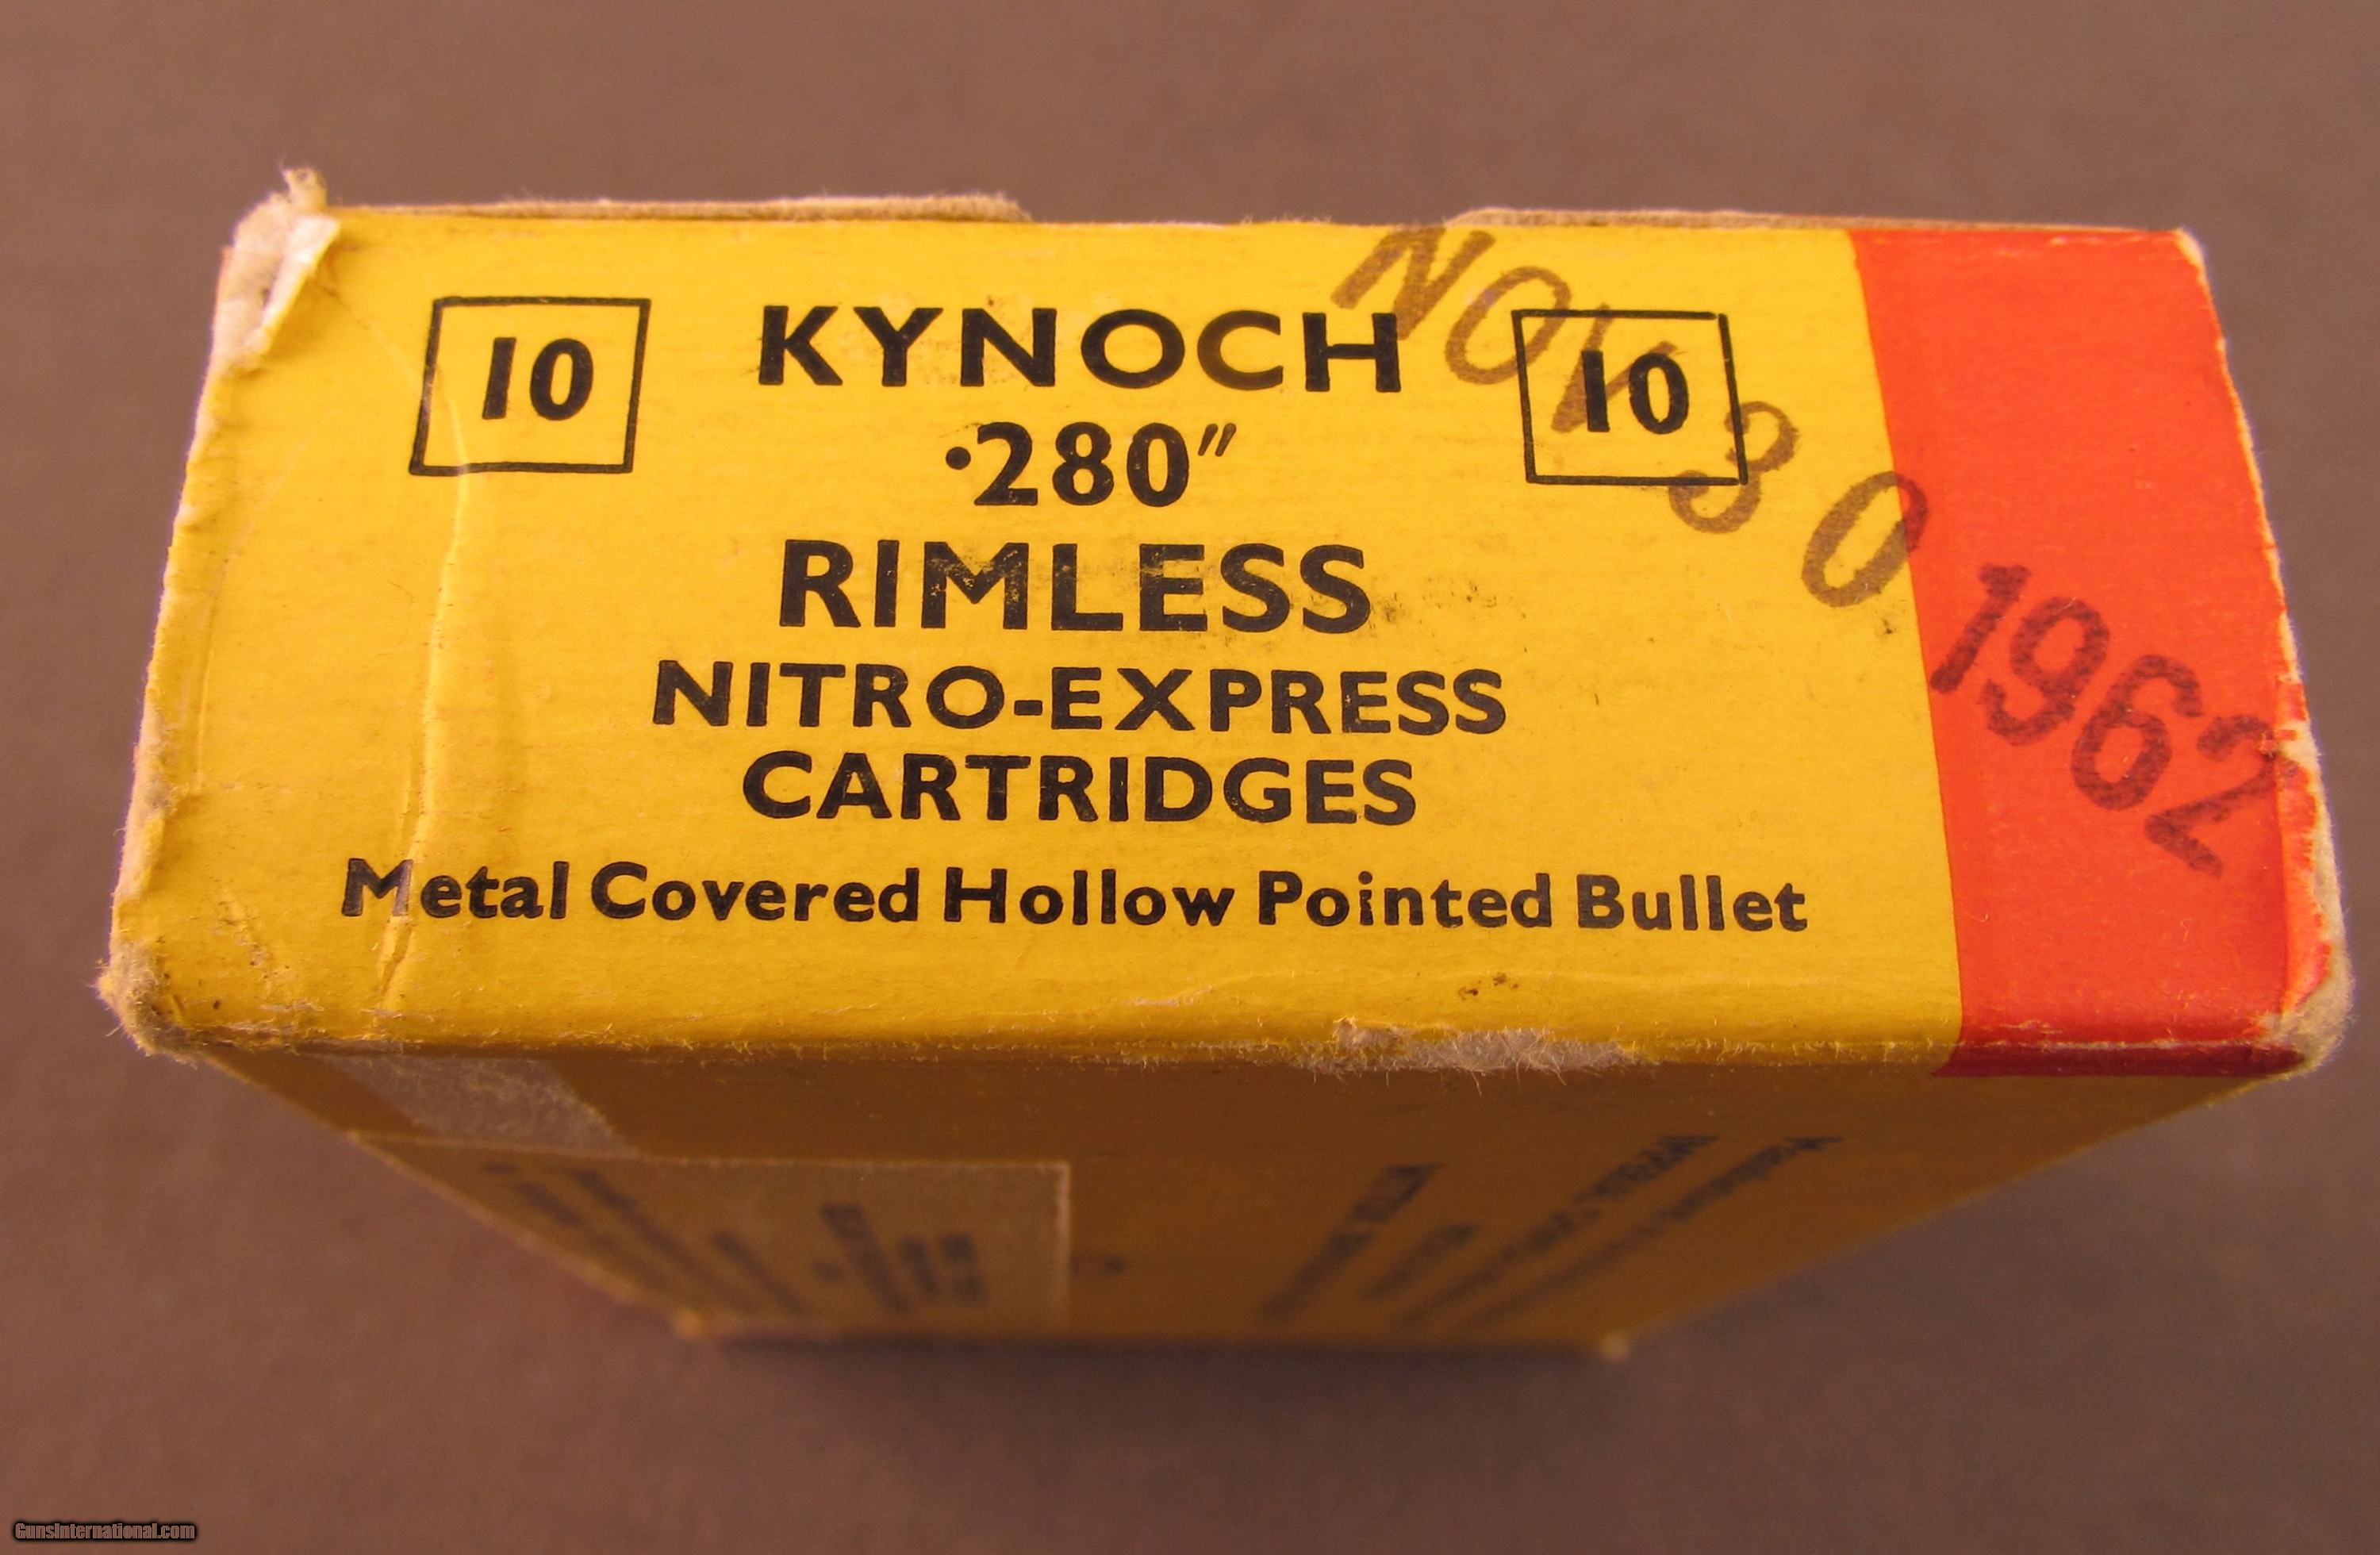 10 KYNOCH 10
.280"
RIMLESS
NITRO-EXPRESS
CARTRIDGES
Metal Covered Hollow Pointed Bullet
NOV 30 1962
GunsInternational.com